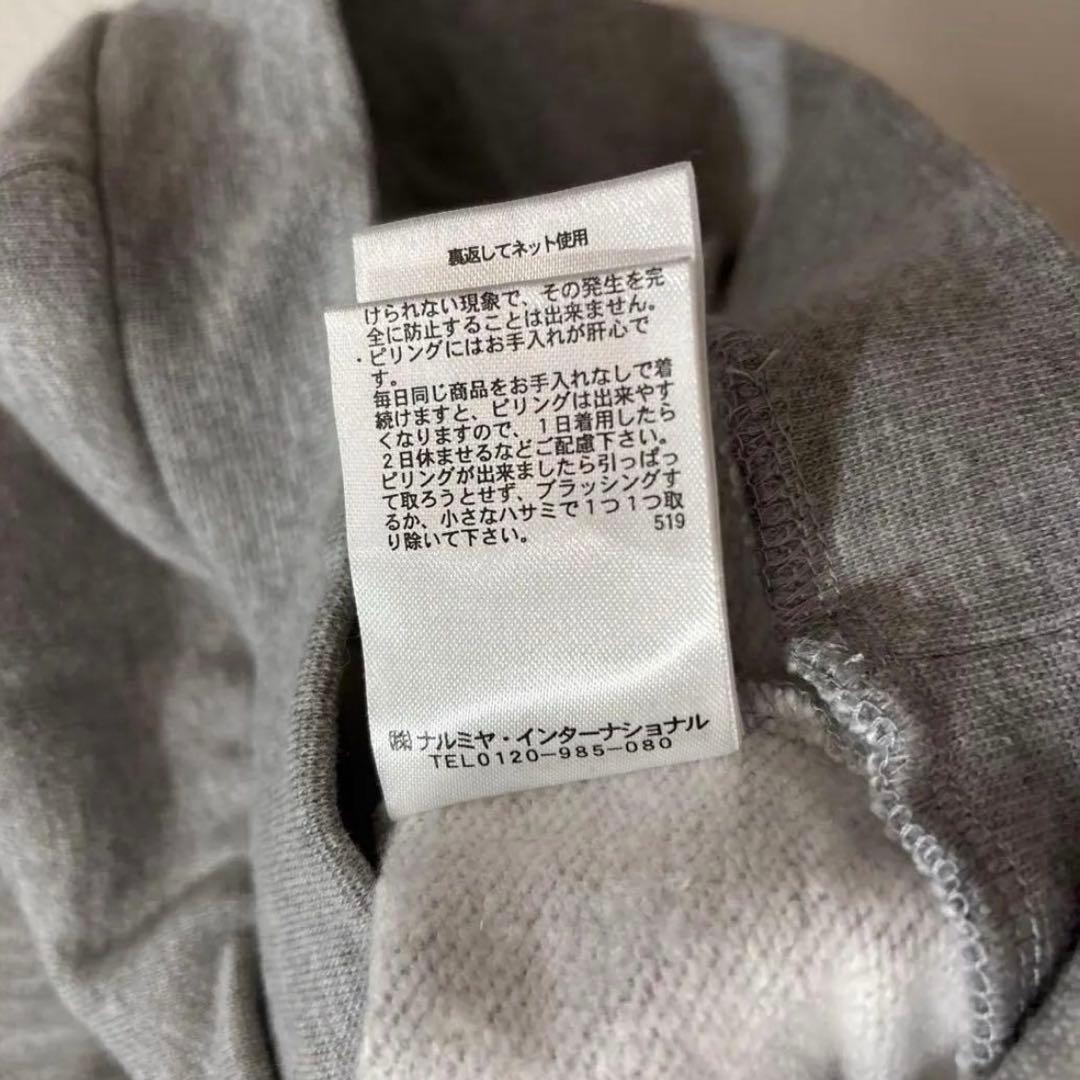 裏返してネット使用
けられない現象で、その発生を完
全に防止することは出来ません。
・ピリングにはお手入れが肝心で
す。
毎日同じ商品をお手入れなしで着
続けますと、ピリングは出来やす
くなりますので、1日着用したら
2日休ませるなどご配慮下さい。
ピリングが出来ましたら引っぱっ
て取ろうとせず、ブラッシングす
るか、小さなハサミで1つ1つ取
り除いて下さい。
519
㈱ナルミヤ・インターナショナル
TEL0120-985-080